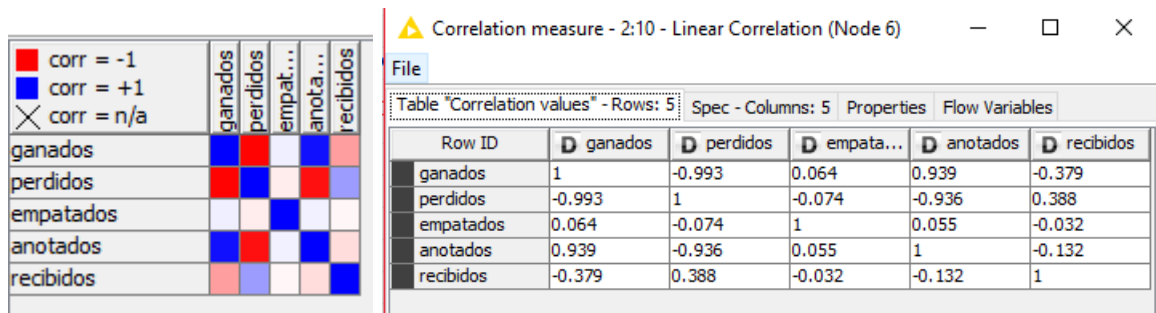 corr = -1
corr = +1
corr = n/a
ganados
perdidos
empat...
anota...
recibidos
ganados
perdidos
empatados
anotados
recibidos
Correlation measure - 2:10 - Linear Correlation (Node 6)
File
Table "Correlation values" - Rows: 5 Spec - Columns: 5 Properties Flow Variables
Row ID D ganados D perdidos D empata... D anotados D recibidos
ganados 1 -0.993 0.064 0.939 -0.379
perdidos -0.993 1 -0.074 -0.936 0.388
empatados 0.064 -0.074 1 0.055 -0.032
anotados 0.939 -0.936 0.055 1 -0.132
recibidos -0.379 0.388 -0.032 -0.132 1